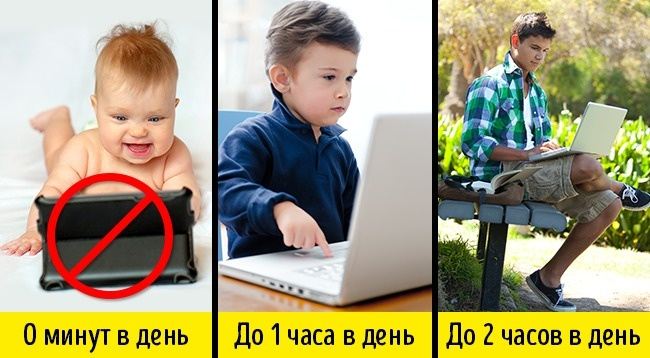 0 минут в день
До 1 часа в день
До 2 часов в день